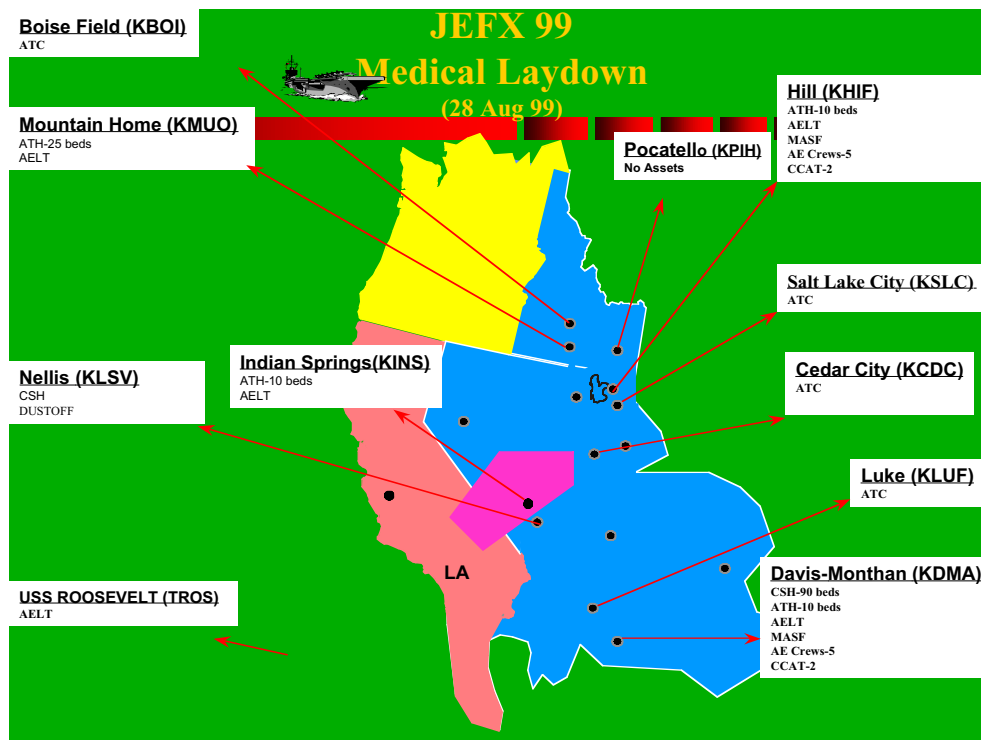 JEFX 99
Medical Laydown
(28 Aug 99)
Boise Field (KBOI)
ATC
Mountain Home (KMUO)
ATH-25 beds
AELT
Pocatello (KPIH)
No Assets
Hill (KHIF)
ATH-10 beds
AELT
MASF
AE Crews-5
CCAT-2
Salt Lake City (KSLC)
ATC
Indian Springs(KINS)
ATH-10 beds
AELT
Nellis (KLSV)
CSH
DUSTOFF
Cedar City (KCDC)
ATC
Luke (KLUF)
ATC
LA
USS ROOSEVELT (TROS)
AELT
Davis-Monthan (KDMA)
CSH-90 beds
ATH-10 beds
AELT
MASF
AE Crews-5
CCAT-2